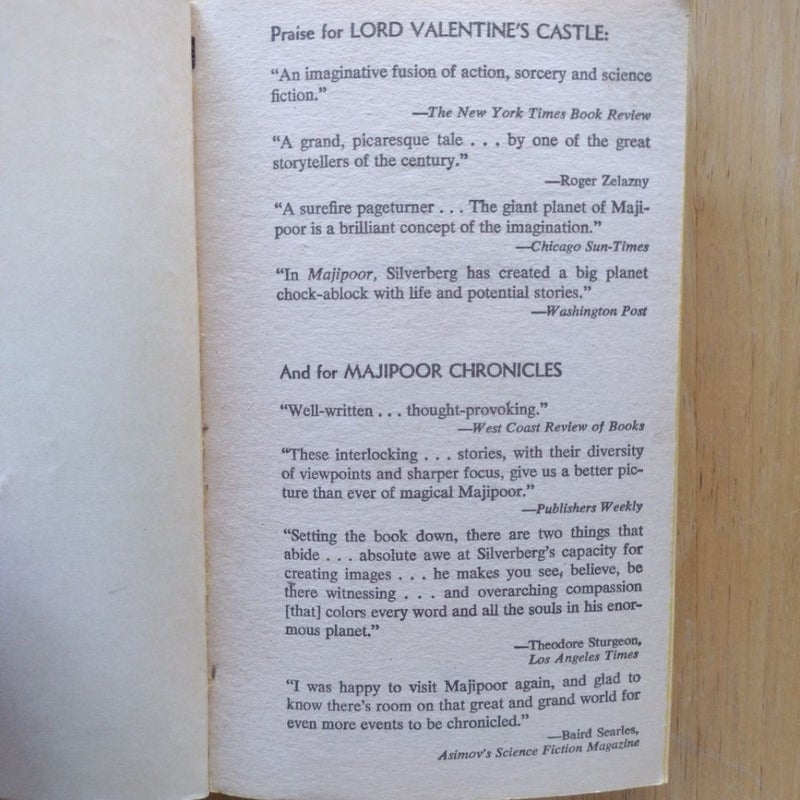 Praise for LORD VALENTINE'S CASTLE:
“An imaginative fusion of action, sorcery and science
fiction.”
—The New York Times Book Review
“A grand, picaresque tale . . . by one of the great
storytellers of the century.”
—Roger Zelazny
“A surefire pageturner . . . The giant planet of Maji-
poor is a brilliant concept of the imagination.”
—Chicago Sun-Times
“In Majipoor, Silverberg has created a big planet
chock-ablock with life and potential stories.”
—Washington Post
And for MAJIPOOR CHRONICLES
“Well-written . . . thought-provoking.”
—West Coast Review of Books
“These interlocking . . . stories, with their diversity
of viewpoints and sharper focus, give us a better pic-
ture than ever of magical Majipoor.”
—Publishers Weekly
“Setting the book down, there are two things that
abide . . . absolute awe at Silverberg's capacity for
creating images . . . he makes you see, believe, be
there witnessing . . . and overarching compassion
[that] colors every word and all the souls in his enor-
mous planet.”
—Theodore Sturgeon,
Los Angeles Times
“I was happy to visit Majipoor again, and glad to
know there's room on that great and grand world for
even more events to be chronicled.”
—Baird Searles,
Asimov's Science Fiction Magazine